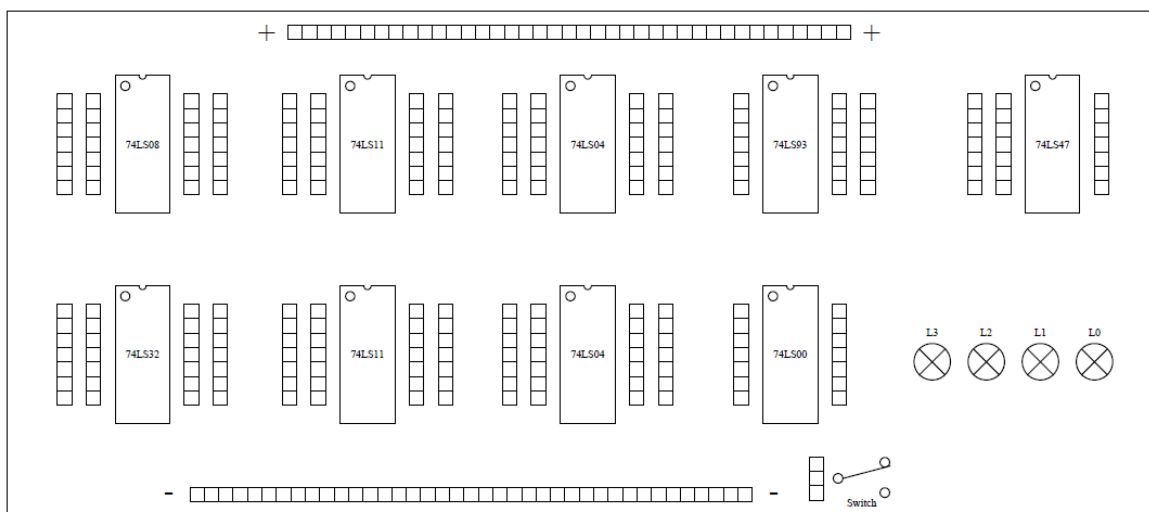 + +
74LS08 74LS11 74LS04 74LS93 74LS47
L3 L2 L1 L0
74LS32 74LS11 74LS04 74LS00
- -
Switch